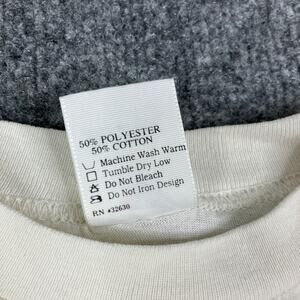 50% POLYESTER
50% COTTON
Machine Wash Warm
Tumble Dry Low
Do Not Bleach
Do Not Iron Design
RN #32630